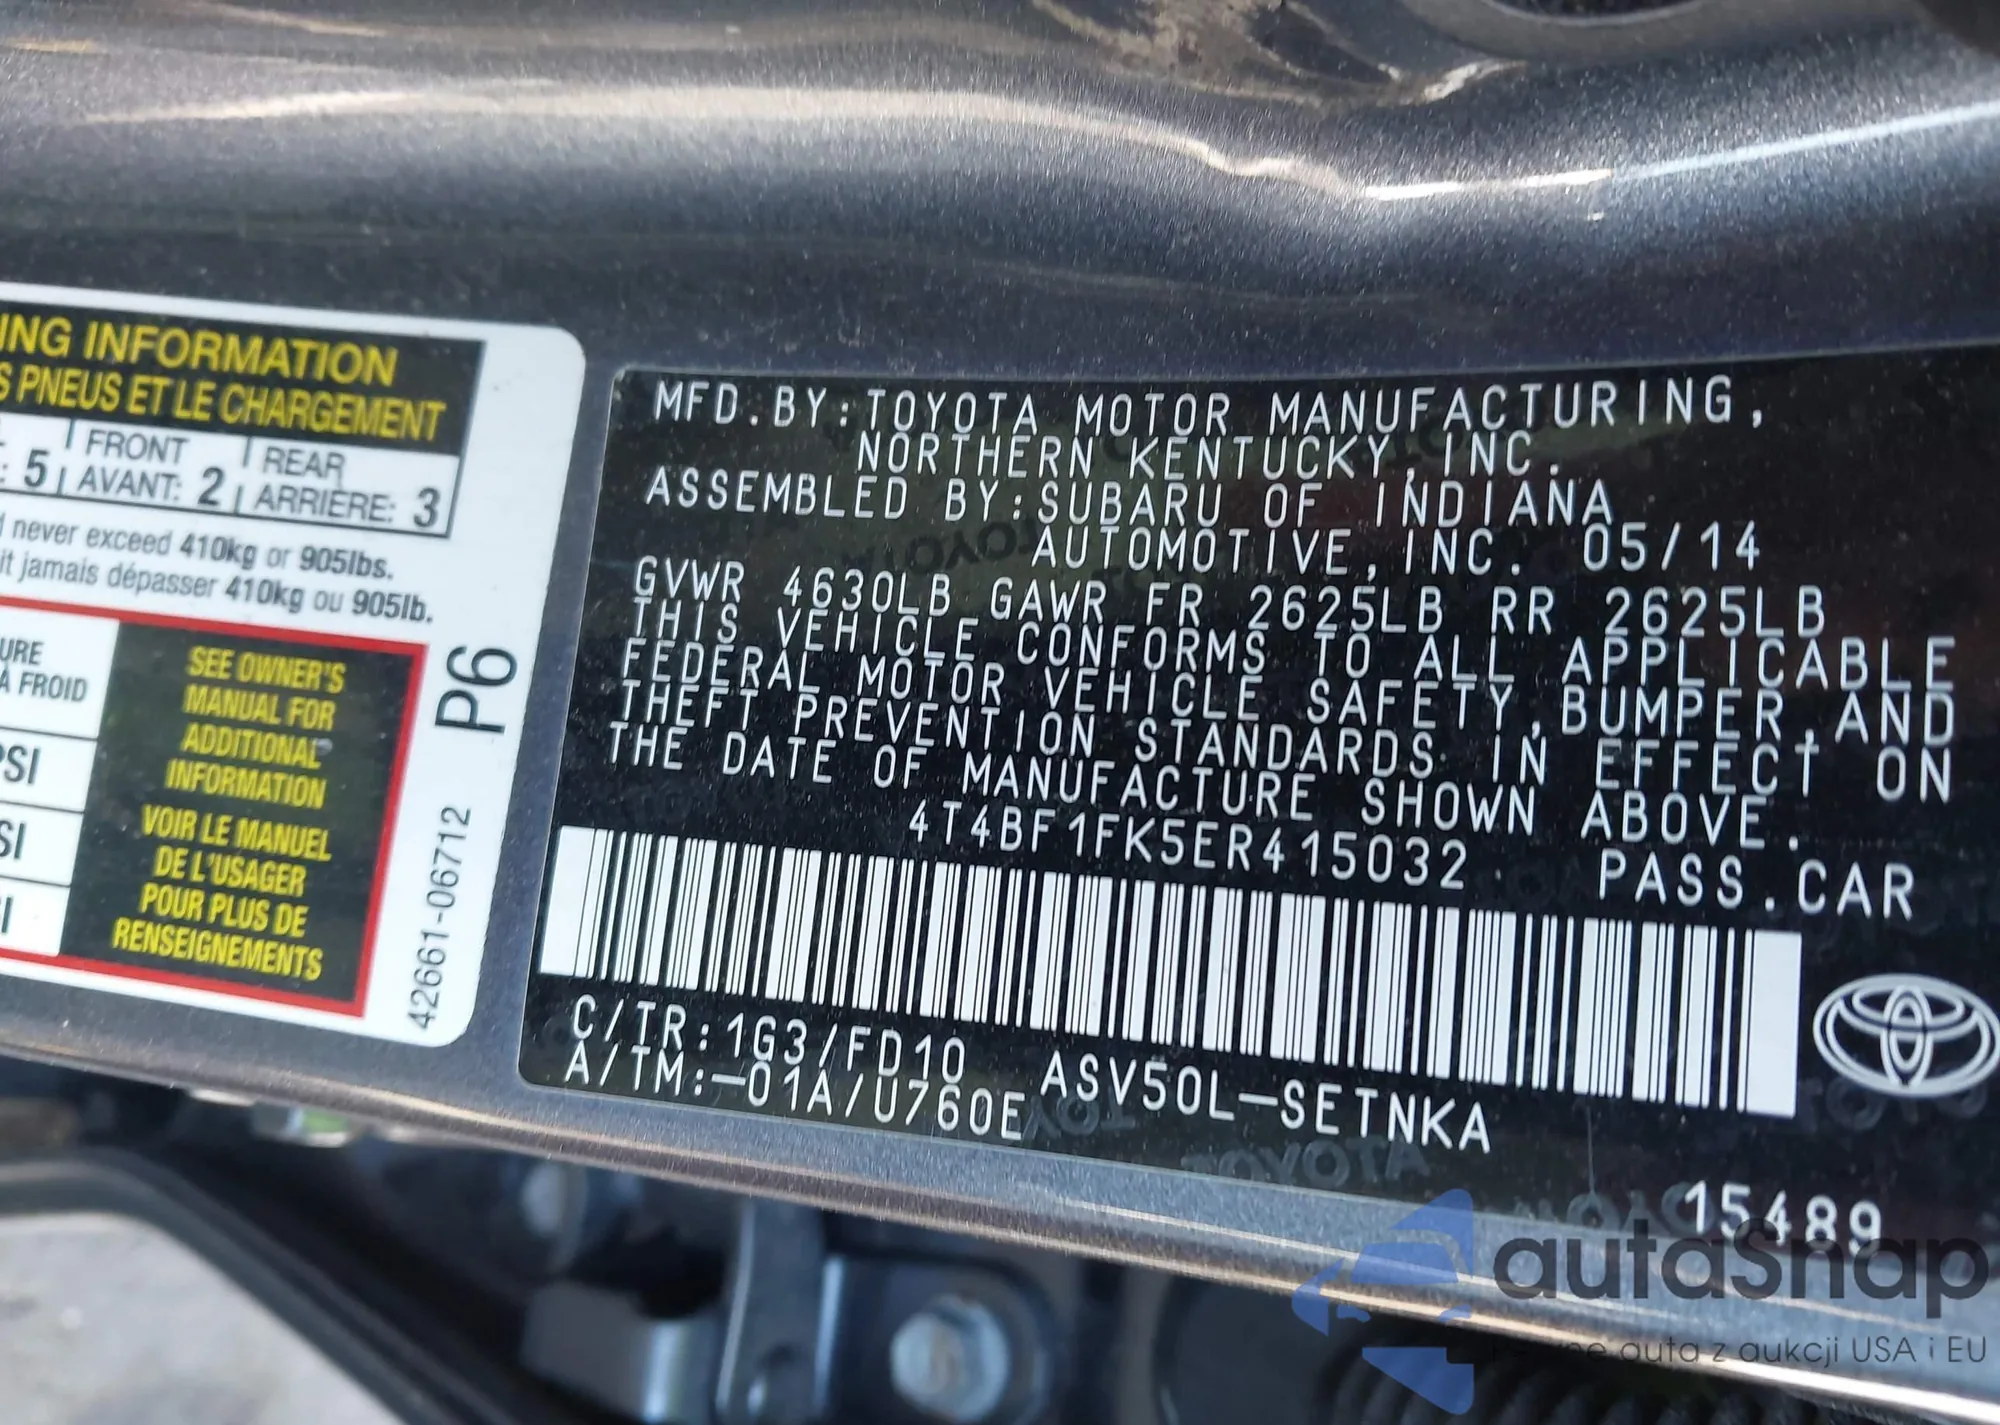 ING INFORMATION
S PNEUS ET LE CHARGEMENT
FRONT
REAR
: 5
AVANT: 2
ARRIÈRE: 3
never exceed 410kg or 905lbs.
it jamais dépasser 410kg ou 905lb.
URE
À FROID
PSI
SI
I
SEE OWNER'S
MANUAL FOR
ADDITIONAL
INFORMATION
VOIR LE MANUEL
DE L'USAGER
POUR PLUS DE
RENSEIGNEMENTS
P6
42661-06712
MFD.BY:TOYOTA MOTOR MANUFACTURING,
NORTHERN KENTUCKY,INC.
ASSEMBLED BY:SUBARU OF INDIANA
AUTOMOTIVE,INC. 05/14
GVWR 4630LB GAWR FR 2625LB RR 2625LB
THIS VEHICLE CONFORMS TO ALL APPLICABLE
FEDERAL MOTOR VEHICLE SAFETY,BUMPER,AND
THEFT PREVENTION STANDARDS IN EFFECT ON
THE DATE OF MANUFACTURE SHOWN ABOVE.
4T4BF1FK5ER415032 PASS.CAR
C/TR:1G3/FD10 ASV50L-SETNKA
A/TM:-01A/U760E
15489
autaSnap
auta z aukcji USA i EU